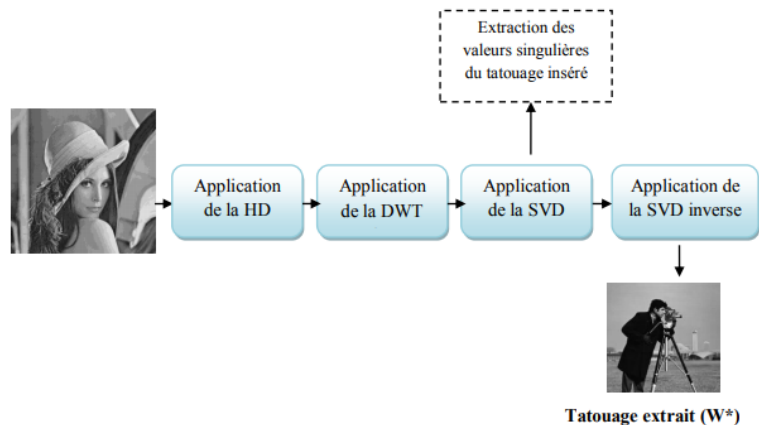 Extraction des
valeurs singulières
du tatouage inséré
Application
de la HD
Application
de la DWT
Application
de la SVD
Application de
la SVD inverse
Tatouage extrait (W*)